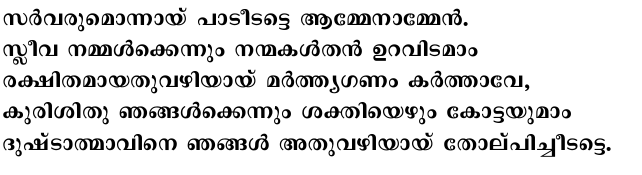 സർവരുമൊന്നായ് പാടീടട്ടെ ആമ്മേനാമ്മേൻ.
സ്ലീവ നമ്മൾക്കെന്നും നന്മകൾതൻ ഉറവിടമാം
രക്ഷിതമായതുവഴിയായ് മർത്ത്യഗണം കർത്താവേ,
കുരിശിതു ഞങ്ങൾക്കെന്നും ശക്തിയെഴും കോട്ടയുമാം
ദുഷ്ടാത്മാവിനെ ഞങ്ങൾ അതുവഴിയായ് തോല്പിച്ചീടട്ടെ.